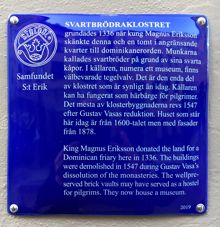 S:T ERIK
Samfundet
S:t Erik
SVARTBRÖDRAKLOSTRET
grundades 1336 när kung Magnus Eriksson
skänkte denna och en tomt i angränsande
kvarter till dominikanerorden. Munkarna
kallades svartbröder på grund av sina svarta
kåpor. I källaren, numera ett museum, finns
välbevarade tegelvalv. Det är den enda del
av klostret som är synligt än idag. Källaren
kan ha fungerat som härbärge för pilgrimer.
Det mesta av klosterbyggnaderna revs 1547
efter Gustav Vasas reduktion. Huset som står
här idag är från 1600-talet men med fasader
från 1878.
King Magnus Eriksson donated the land for a
Dominican friary here in 1336. The buildings
were demolished in 1547 during Gustav Vasa's
dissolution of the monasteries. The wellpre-
served brick vaults may have served as a hostel
for pilgrims. They now house a museum.
2019